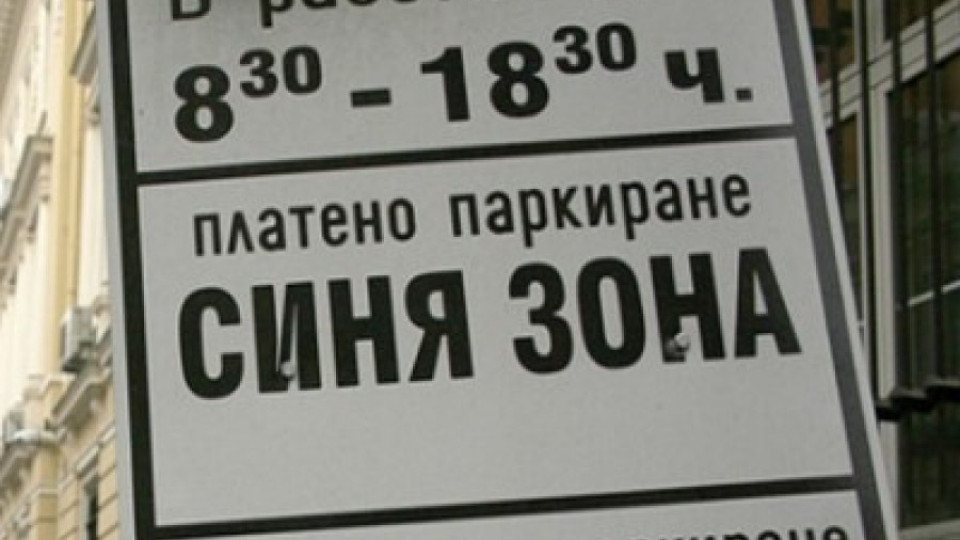 В
8³⁰ - 18³⁰ ч.
платено паркиране
СИНЯ ЗОНА